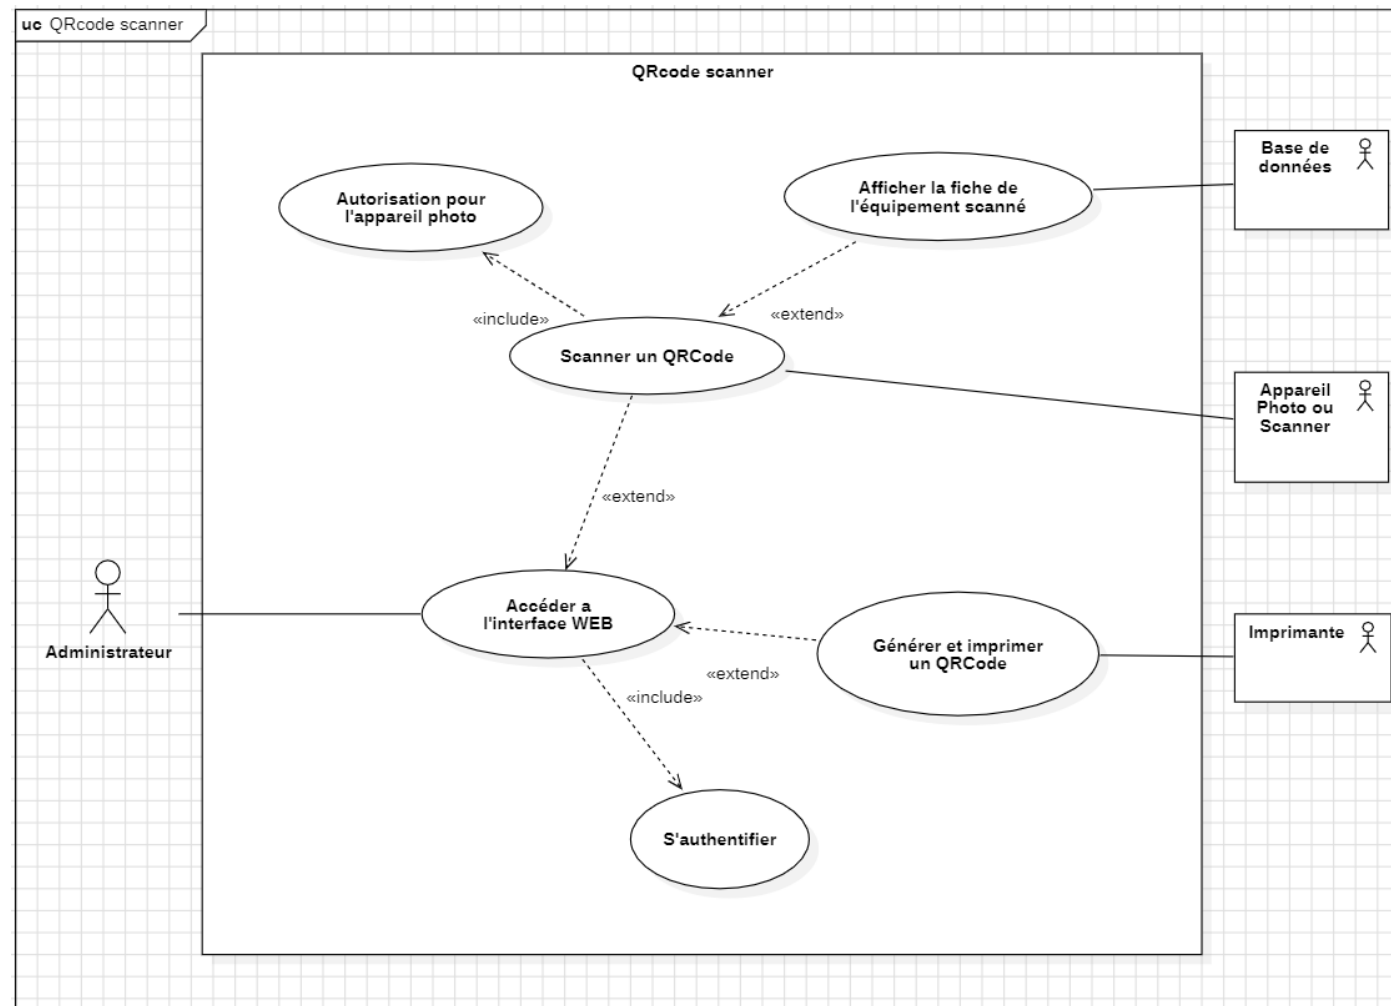 uc QRcode scanner
QRcode scanner
Autorisation pour
l'appareil photo
Afficher la fiche de
l'équipement scanné
Base de
données
«include»
«extend»
Scanner un QRCode
Appareil
Photo ou
Scanner
«extend»
Accéder a
l'interface WEB
Administrateur
Générer et imprimer
un QRCode
Imprimante
«extend»
«include»
S'authentifier